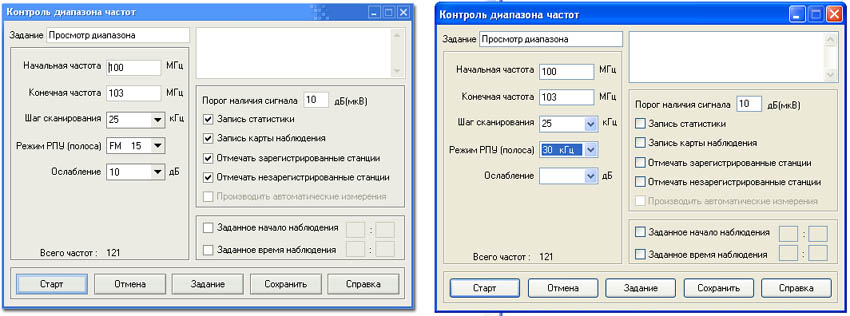 Контроль диапазона частот
Задание Просмотр диапазона
Начальная частота 100 МГц
Конечная частота 103 МГц
Шаг сканирования 25 кГц
Режим РПУ (полоса) FM 15
Ослабление 10 дБ
Всего частот : 121
Порог наличия сигнала 10 дБ(мкВ)
Запись статистики
Запись карты наблюдения
Отмечать зарегистрированные станции
Отмечать незарегистрированные станции
Производить автоматические измерения
Заданное начало наблюдения :
Заданное время наблюдения :
Старт Отмена Задание Сохранить Справка
Контроль диапазона частот
Задание Просмотр диапазона
Начальная частота 100 МГц
Конечная частота 103 МГц
Шаг сканирования 25 кГц
Режим РПУ (полоса) 30 кГц
Ослабление дБ
Всего частот : 121
Порог наличия сигнала 10 дБ(мкВ)
Запись статистики
Запись карты наблюдения
Отмечать зарегистрированные станции
Отмечать незарегистрированные станции
Производить автоматические измерения
Заданное начало наблюдения :
Заданное время наблюдения :
Старт Отмена Задание Сохранить Справка